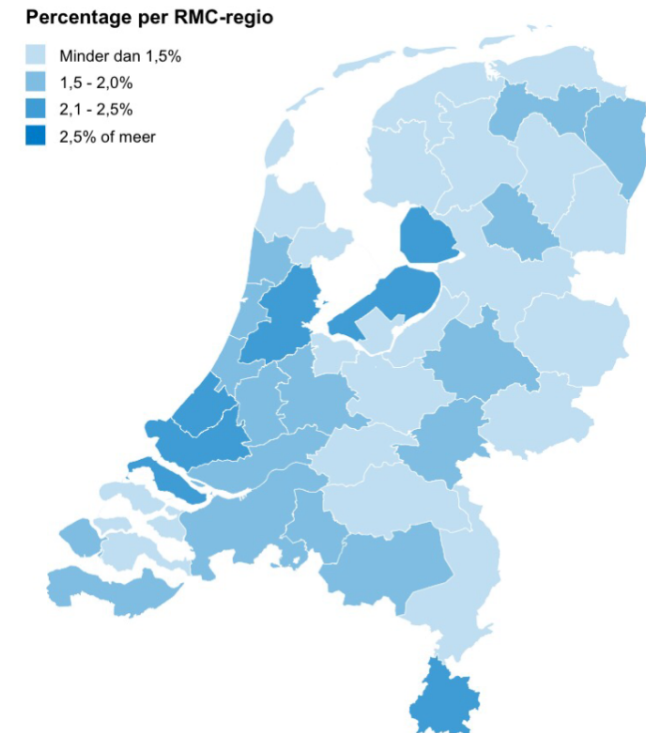 Percentage per RMC-regio
Minder dan 1,5%
1,5 - 2,0%
2,1 - 2,5%
2,5% of meer